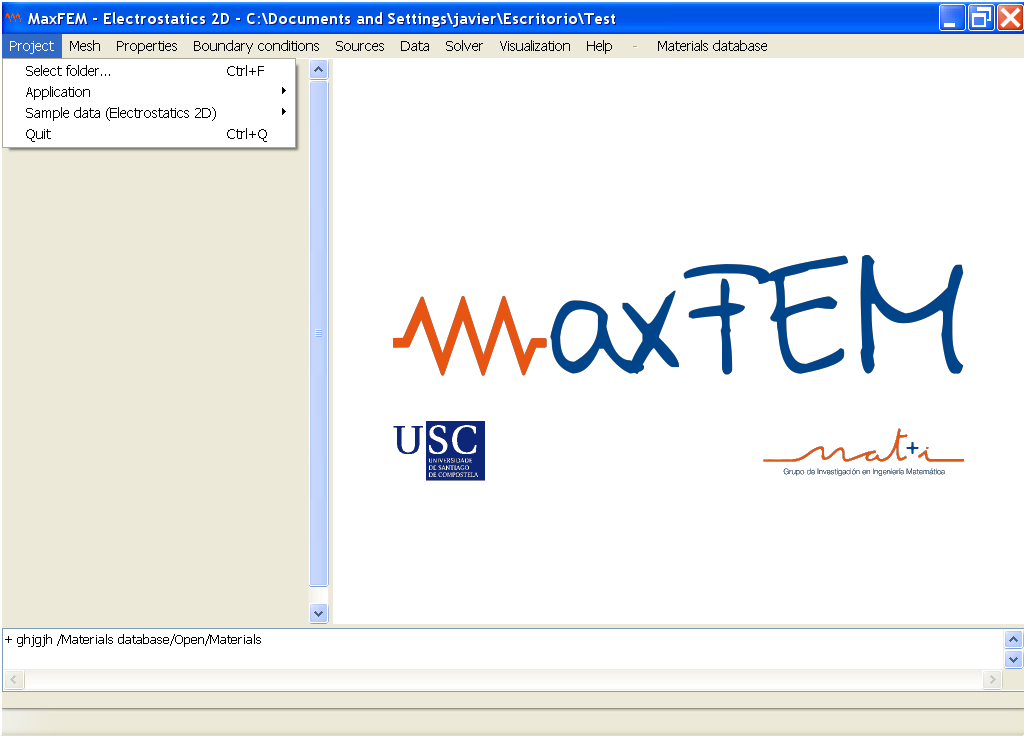 MaxFEM - Electrostatics 2D - C:\Documents and Settings\javier\Escritorio\Test
Project Mesh Properties Boundary conditions Sources Data Solver Visualization Help - Materials database
Select folder... Ctrl+F
Application
Sample data (Electrostatics 2D)
Quit Ctrl+Q
MaxFEM
USC
UNIVERSIDADE
DE SANTIAGO
DE COMPOSTELA
mat+i
Grupo de Investigación en Ingeniería Matemática
+ ghjgjh /Materials database/Open/Materials